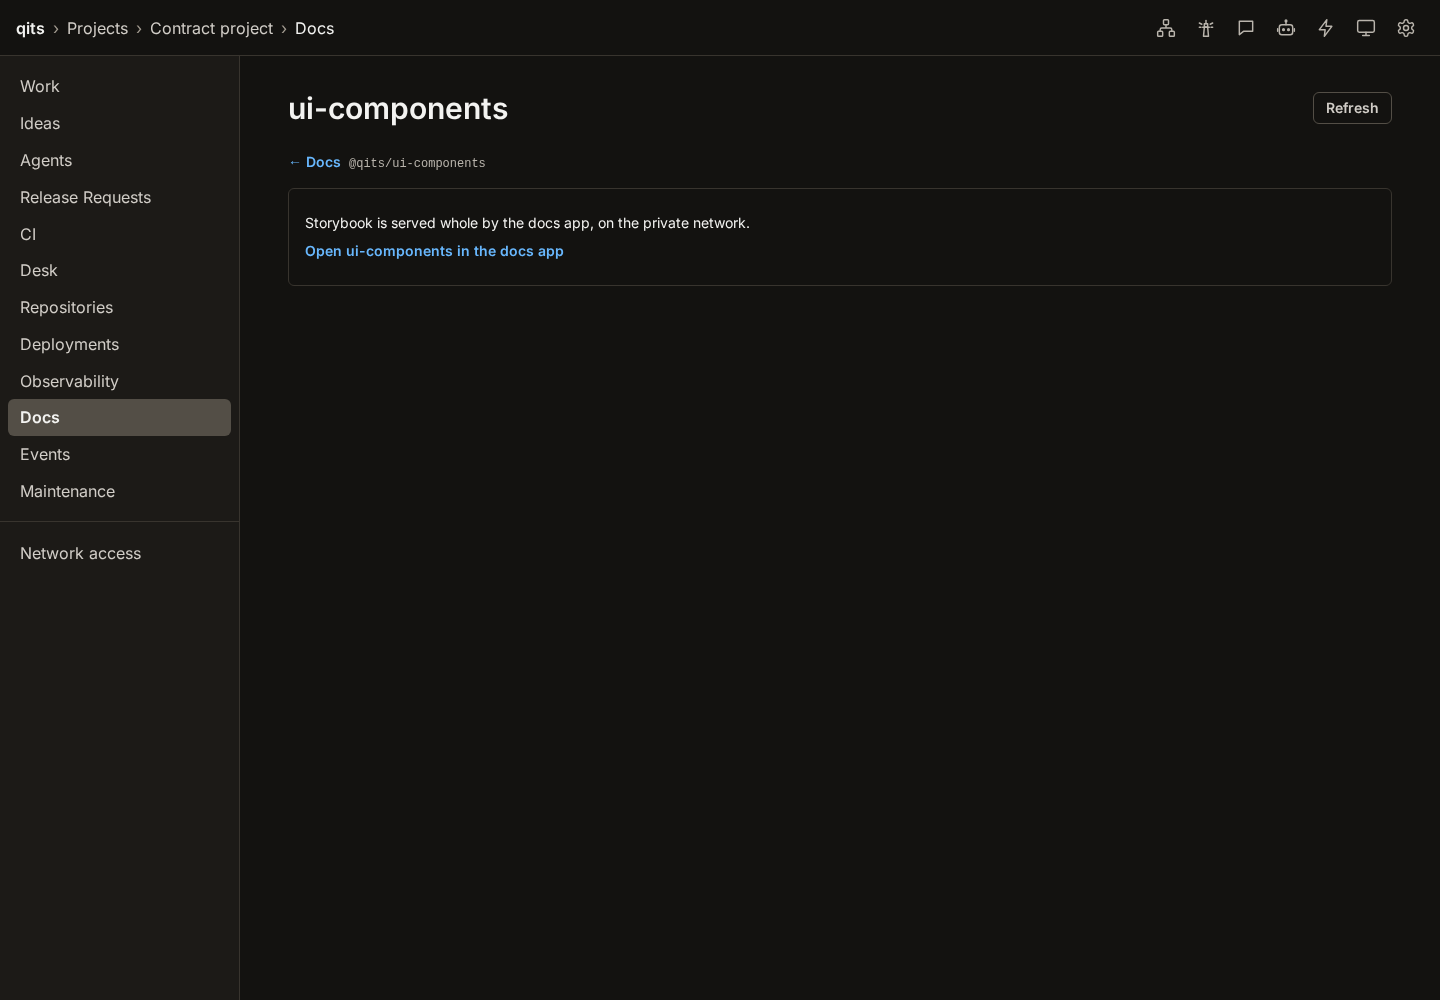 qits › Projects › Contract project › Docs
Work
Ideas
Agents
Release Requests
CI
Desk
Repositories
Deployments
Observability
Docs
Events
Maintenance
Network access
ui-components
Refresh
← Docs @qits/ui-components
Storybook is served whole by the docs app, on the private network.
Open ui-components in the docs app